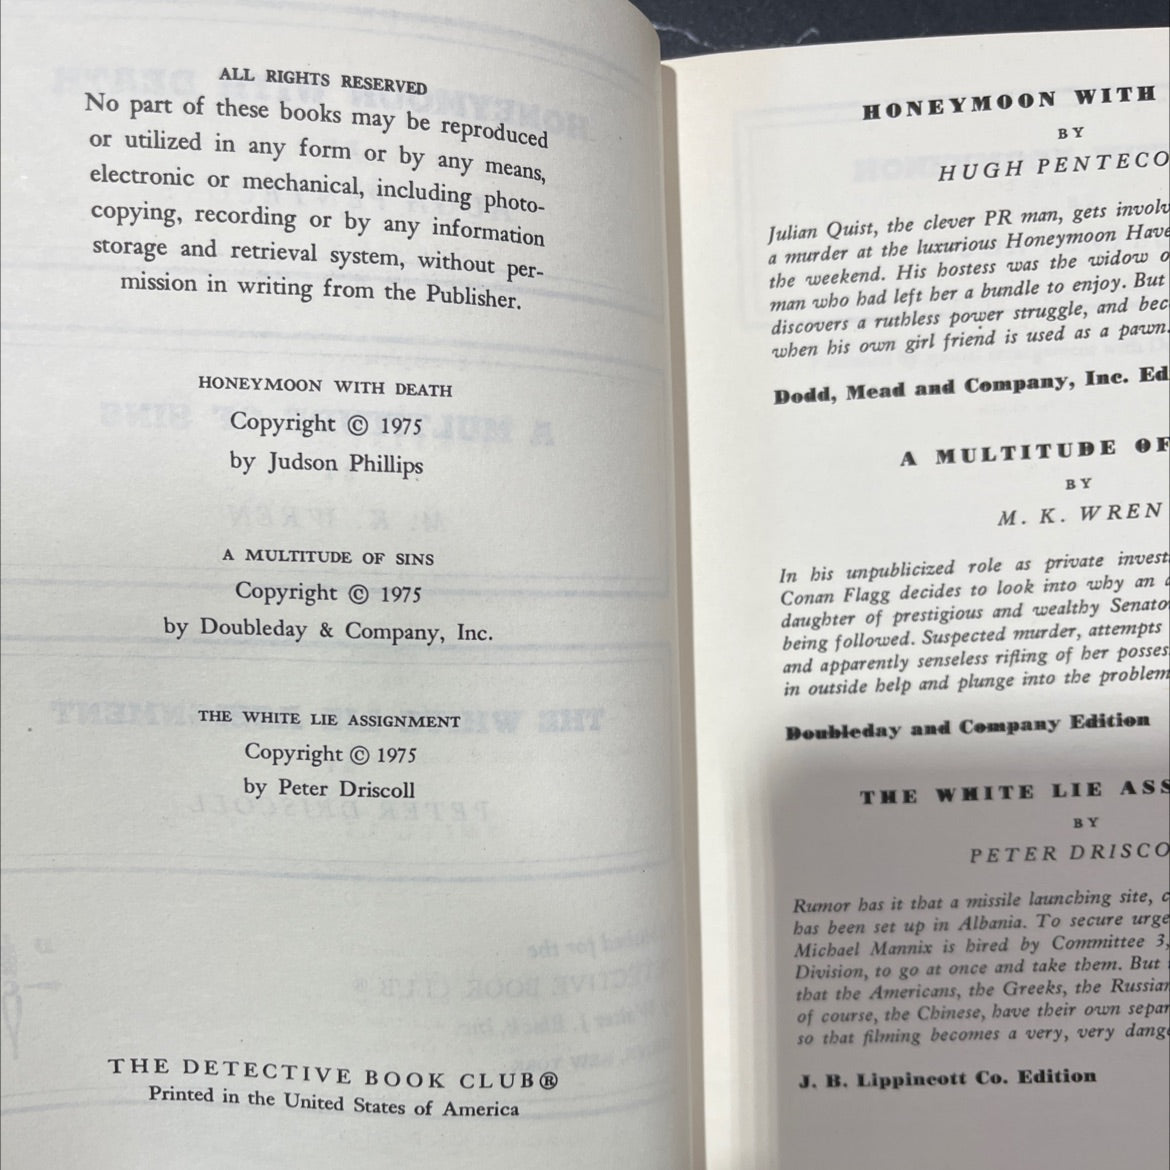 ALL RIGHTS RESERVED
No part of these books may be reproduced
or utilized in any form or by any means,
electronic or mechanical, including photo-
copying, recording or by any information
storage and retrieval system, without per-
mission in writing from the Publisher.
HONEYMOON WITH DEATH
Copyright © 1975
by Judson Phillips
A MULTITUDE OF SINS
Copyright © 1975
by Doubleday & Company, Inc.
THE WHITE LIE ASSIGNMENT
Copyright © 1975
by Peter Driscoll
THE DETECTIVE BOOK CLUB®
Printed in the United States of America
HONEYMOON WITH
BY
HUGH PENTECO
Julian Quist, the clever PR man, gets involv
a murder at the luxurious Honeymoon Have
the weekend. His hostess was the widow o
man who had left her a bundle to enjoy. But
discovers a ruthless power struggle, and bec
when his own girl friend is used as a pawn.
Dodd, Mead and Company, Inc. Ed
A MULTITUDE OF
BY
M. K. WREN
In his unpublicized role as private invest
Conan Flagg decides to look into why an
daughter of prestigious and wealthy Senato
being followed. Suspected murder, attempts
and apparently senseless rifling of her posses
in outside help and plunge into the problem
Doubleday and Company Edition
THE WHITE LIE ASS
BY
PETER DRISCO
Rumor has it that a missile launching site,
has been set up in Albania. To secure urge
Michael Mannix is hired by Committee 3,
Division, to go at once and take them. But
that the Americans, the Greeks, the Russian
of course, the Chinese, have their own separ
so that filming becomes a very, very dang
J. B. Lippincott Co. Edition